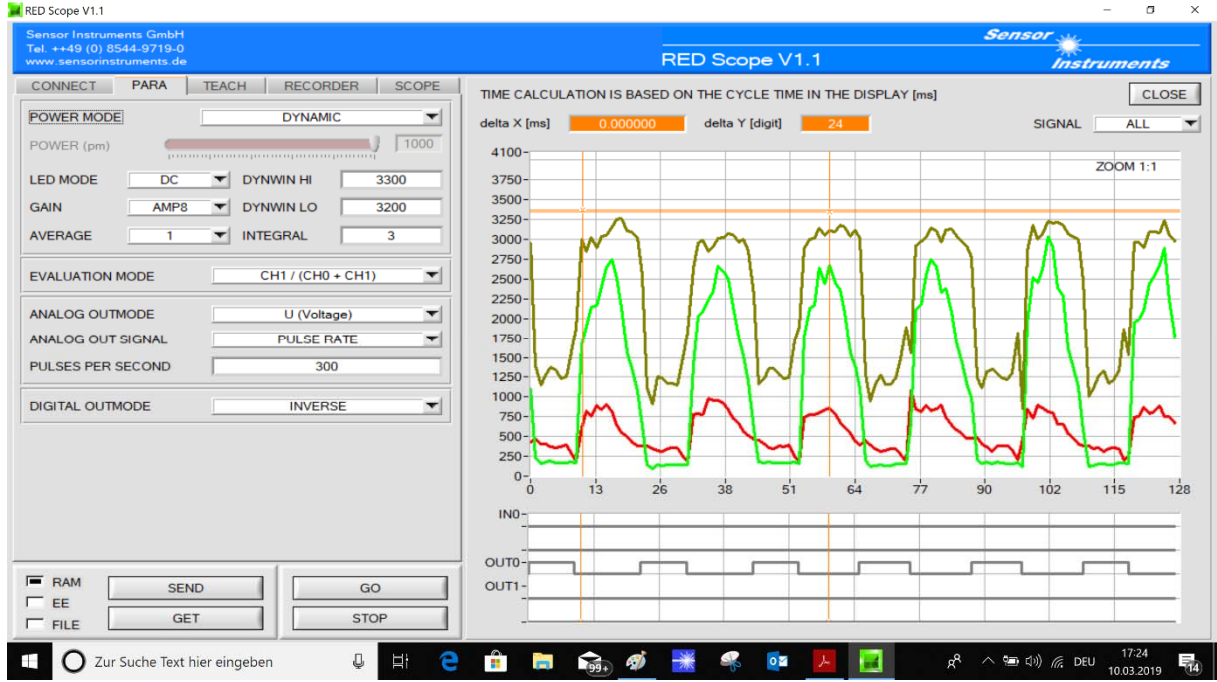 RED Scope V1.1
Sensor Instruments GmbH
Tel. ++49 (0) 8544-9719-0
www.sensorinstruments.de
RED Scope V1.1
Sensor
Instruments
CONNECT PARA TEACH RECORDER SCOPE
POWER MODE DYNAMIC
POWER (pm) 1000
LED MODE DC DYNWIN HI 3300
GAIN AMP8 DYNWIN LO 3200
AVERAGE 1 INTEGRAL 3
EVALUATION MODE CH1 / (CH0 + CH1)
ANALOG OUTMODE U (Voltage)
ANALOG OUT SIGNAL PULSE RATE
PULSES PER SECOND 300
DIGITAL OUTMODE INVERSE
RAM
EE
FILE
SEND GO
GET STOP
TIME CALCULATION IS BASED ON THE CYCLE TIME IN THE DISPLAY [ms] CLOSE
delta X [ms] 0.000000 delta Y [digit] 24 SIGNAL ALL
ZOOM 1:1
4100
3750
3500
3250
3000
2750
2500
2250
2000
1750
1500
1250
1000
750
500
250
0
0 13 26 38 51 64 77 90 102 115 128
IN0
OUT0
OUT1
Zur Suche Text hier eingeben 99+ DEU 17:24
10.03.2019 14